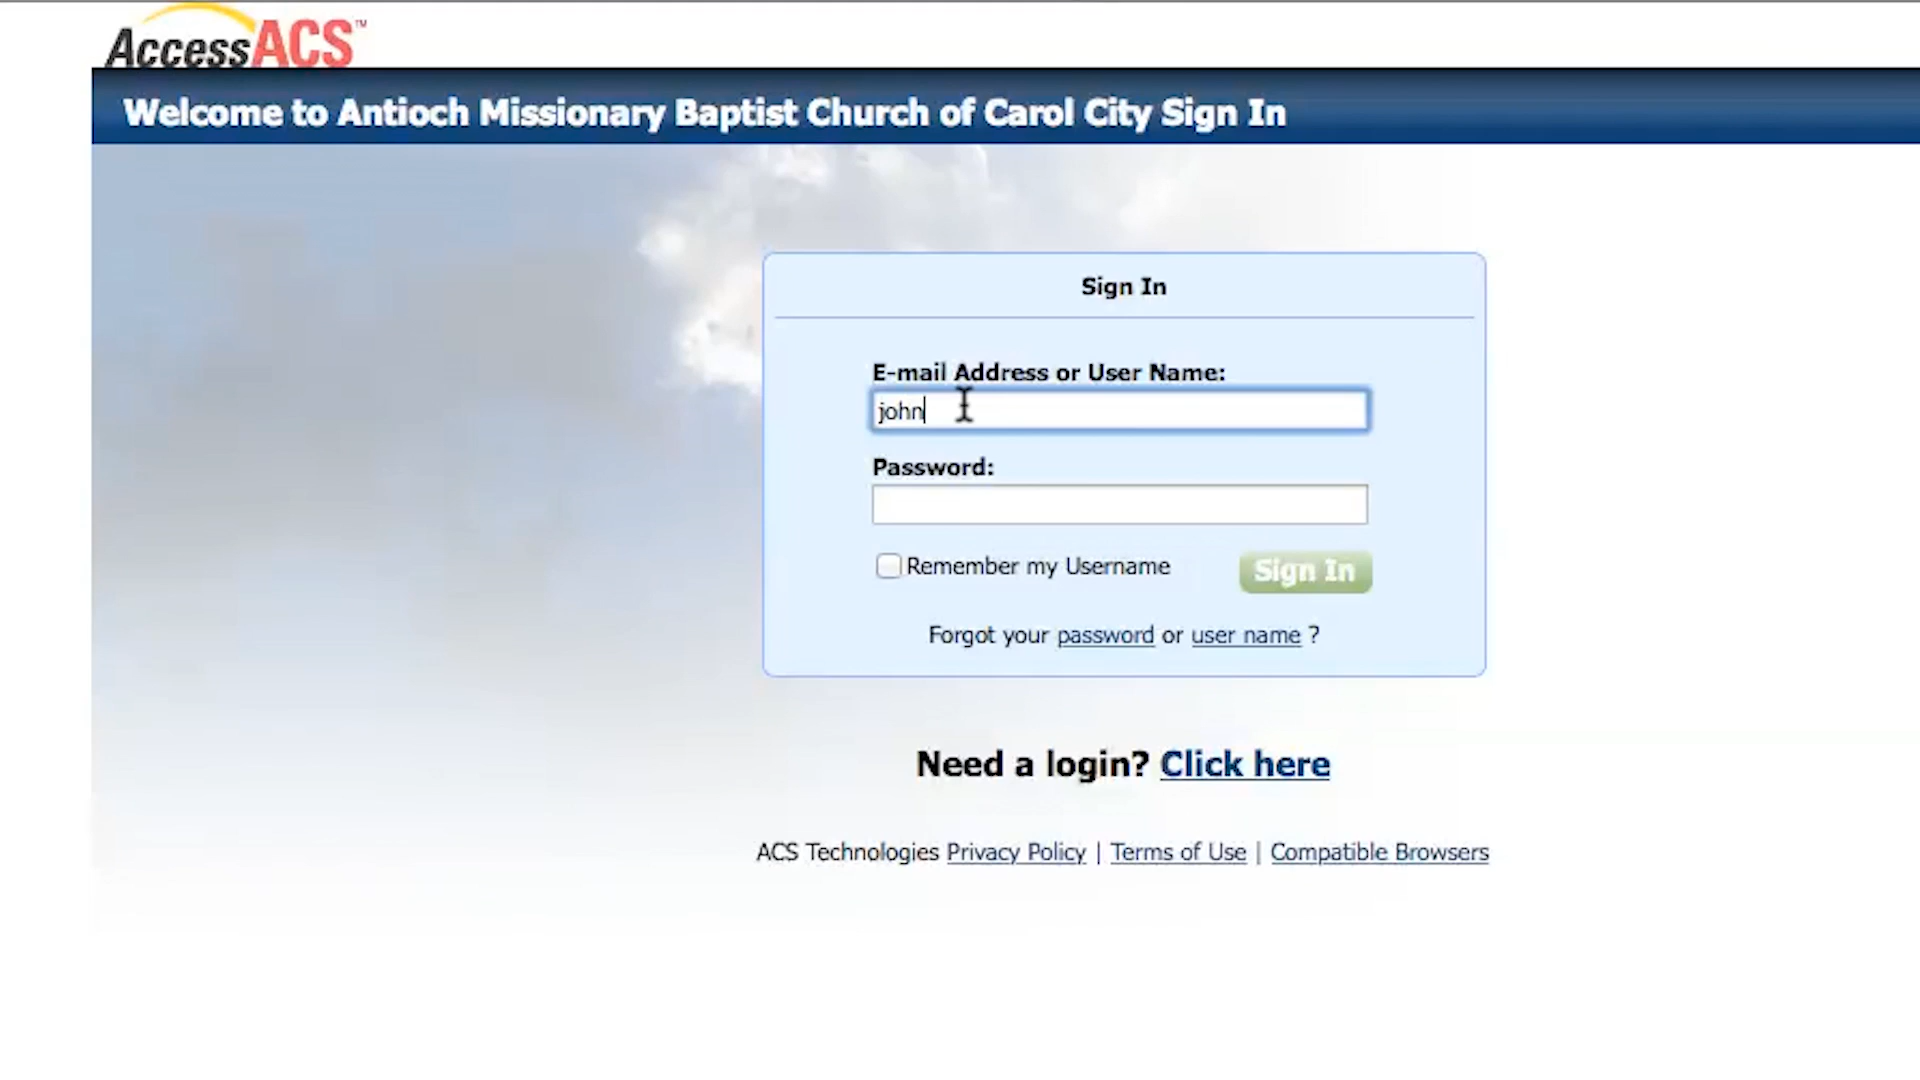 AccessACS™
Welcome to Antioch Missionary Baptist Church of Carol City Sign In
Sign In
E-mail Address or User Name:
john
Password:
Remember my Username
Sign In
Forgot your password or user name ?
Need a login? Click here
ACS Technologies Privacy Policy | Terms of Use | Compatible Browsers